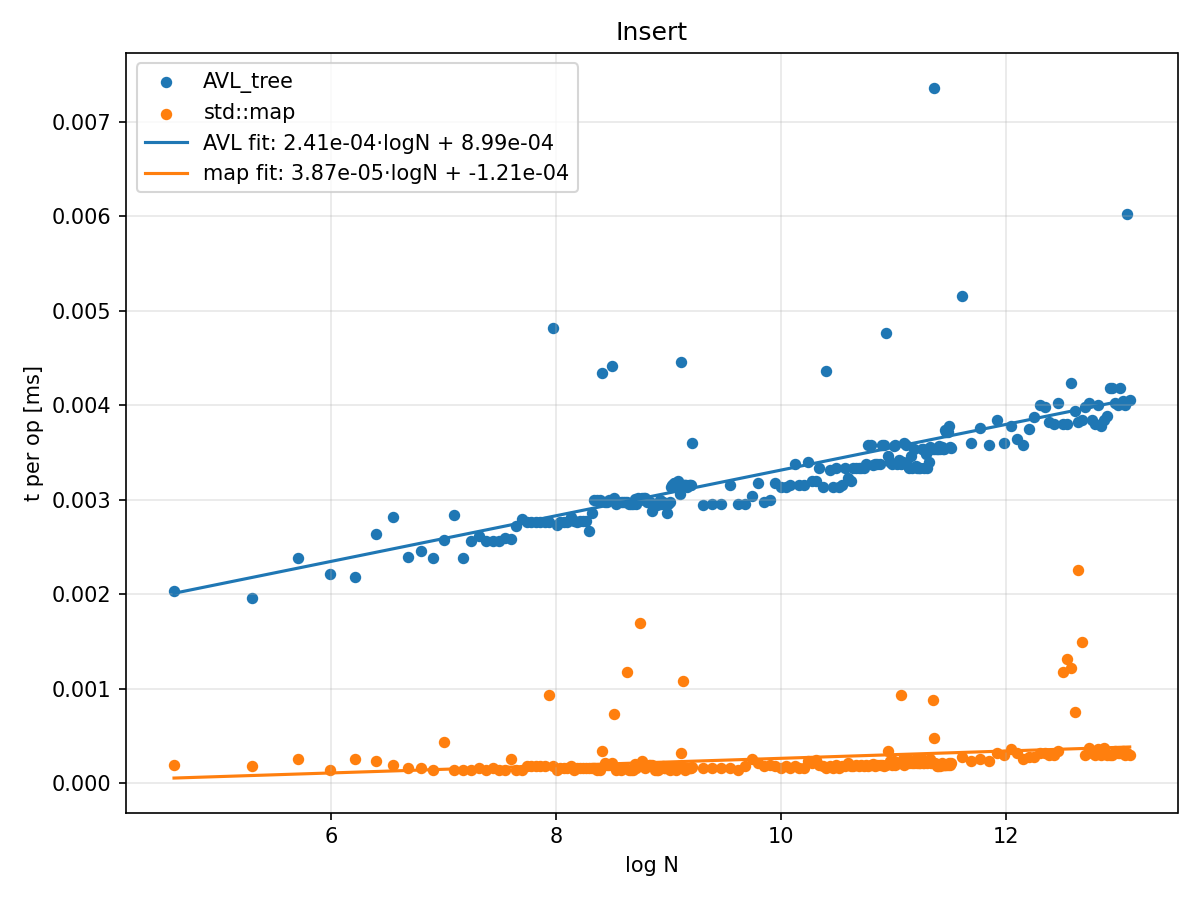 Insert
AVL_tree
std::map
AVL fit: 2.41e-04·logN + 8.99e-04
map fit: 3.87e-05·logN + -1.21e-04
t per op [ms]
0.007
0.006
0.005
0.004
0.003
0.002
0.001
0.000
6 8 10 12
log N